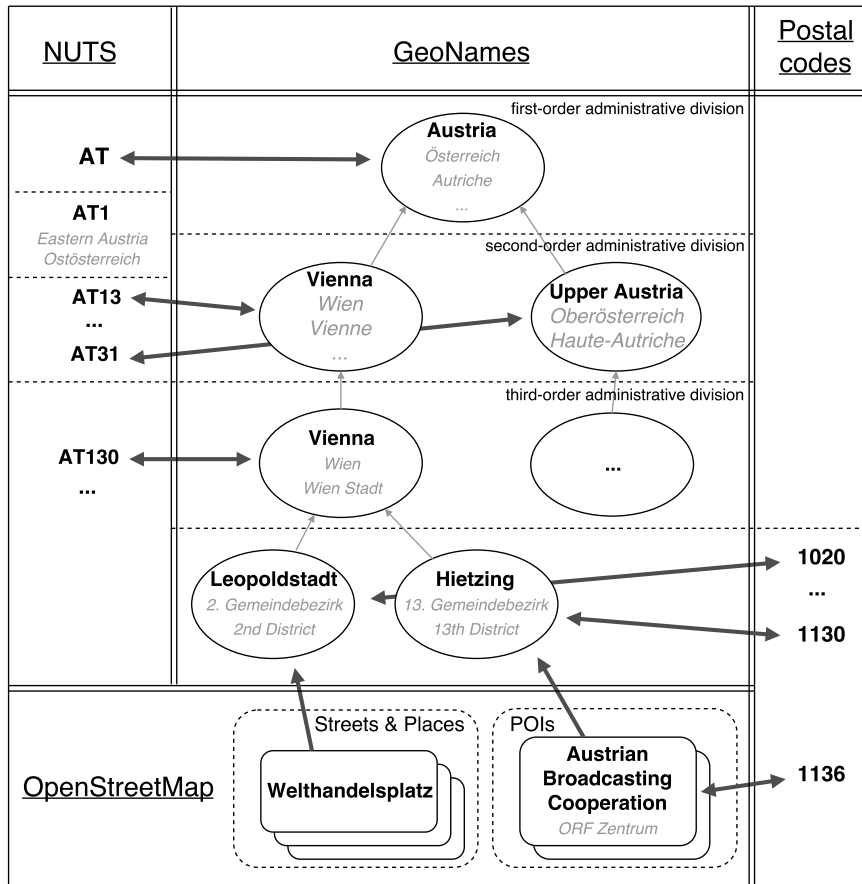 NUTS
GeoNames
Postal
codes
first-order administrative division
AT
Austria
Österreich
Autriche
...
AT1
Eastern Austria
Ostösterreich
second-order administrative division
AT13
...
AT31
Vienna
Wien
Vienne
...
Upper Austria
Oberösterreich
Haute-Autriche
third-order administrative division
AT130
...
Vienna
Wien
Wien Stadt
...
Leopoldstadt
2. Gemeindebezirk
2nd District
Hietzing
13. Gemeindebezirk
13th District
1020
...
1130
OpenStreetMap
Streets & Places
Welthandelsplatz
POIs
Austrian
Broadcasting
Cooperation
ORF Zentrum
1136